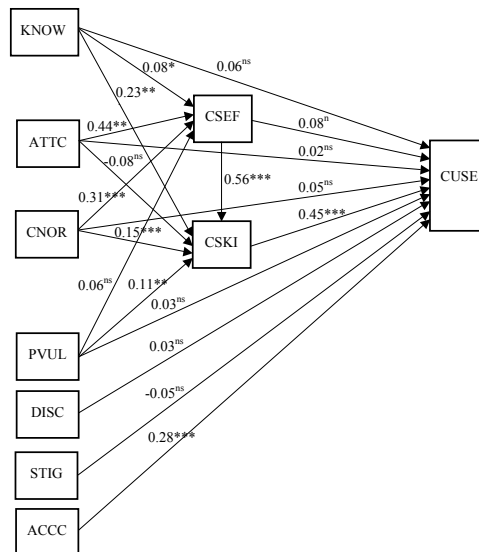 KNOW
0.06ns
0.08*
0.23**
CSEF
ATTC
0.44**
0.08n
0.02ns
-0.08ns
CUSE
0.56***
0.05ns
0.31***
CNOR
0.15***
0.45***
CSKI
0.06ns
0.11**
0.03ns
PVUL
0.03ns
DISC
-0.05ns
0.28***
STIG
ACCC